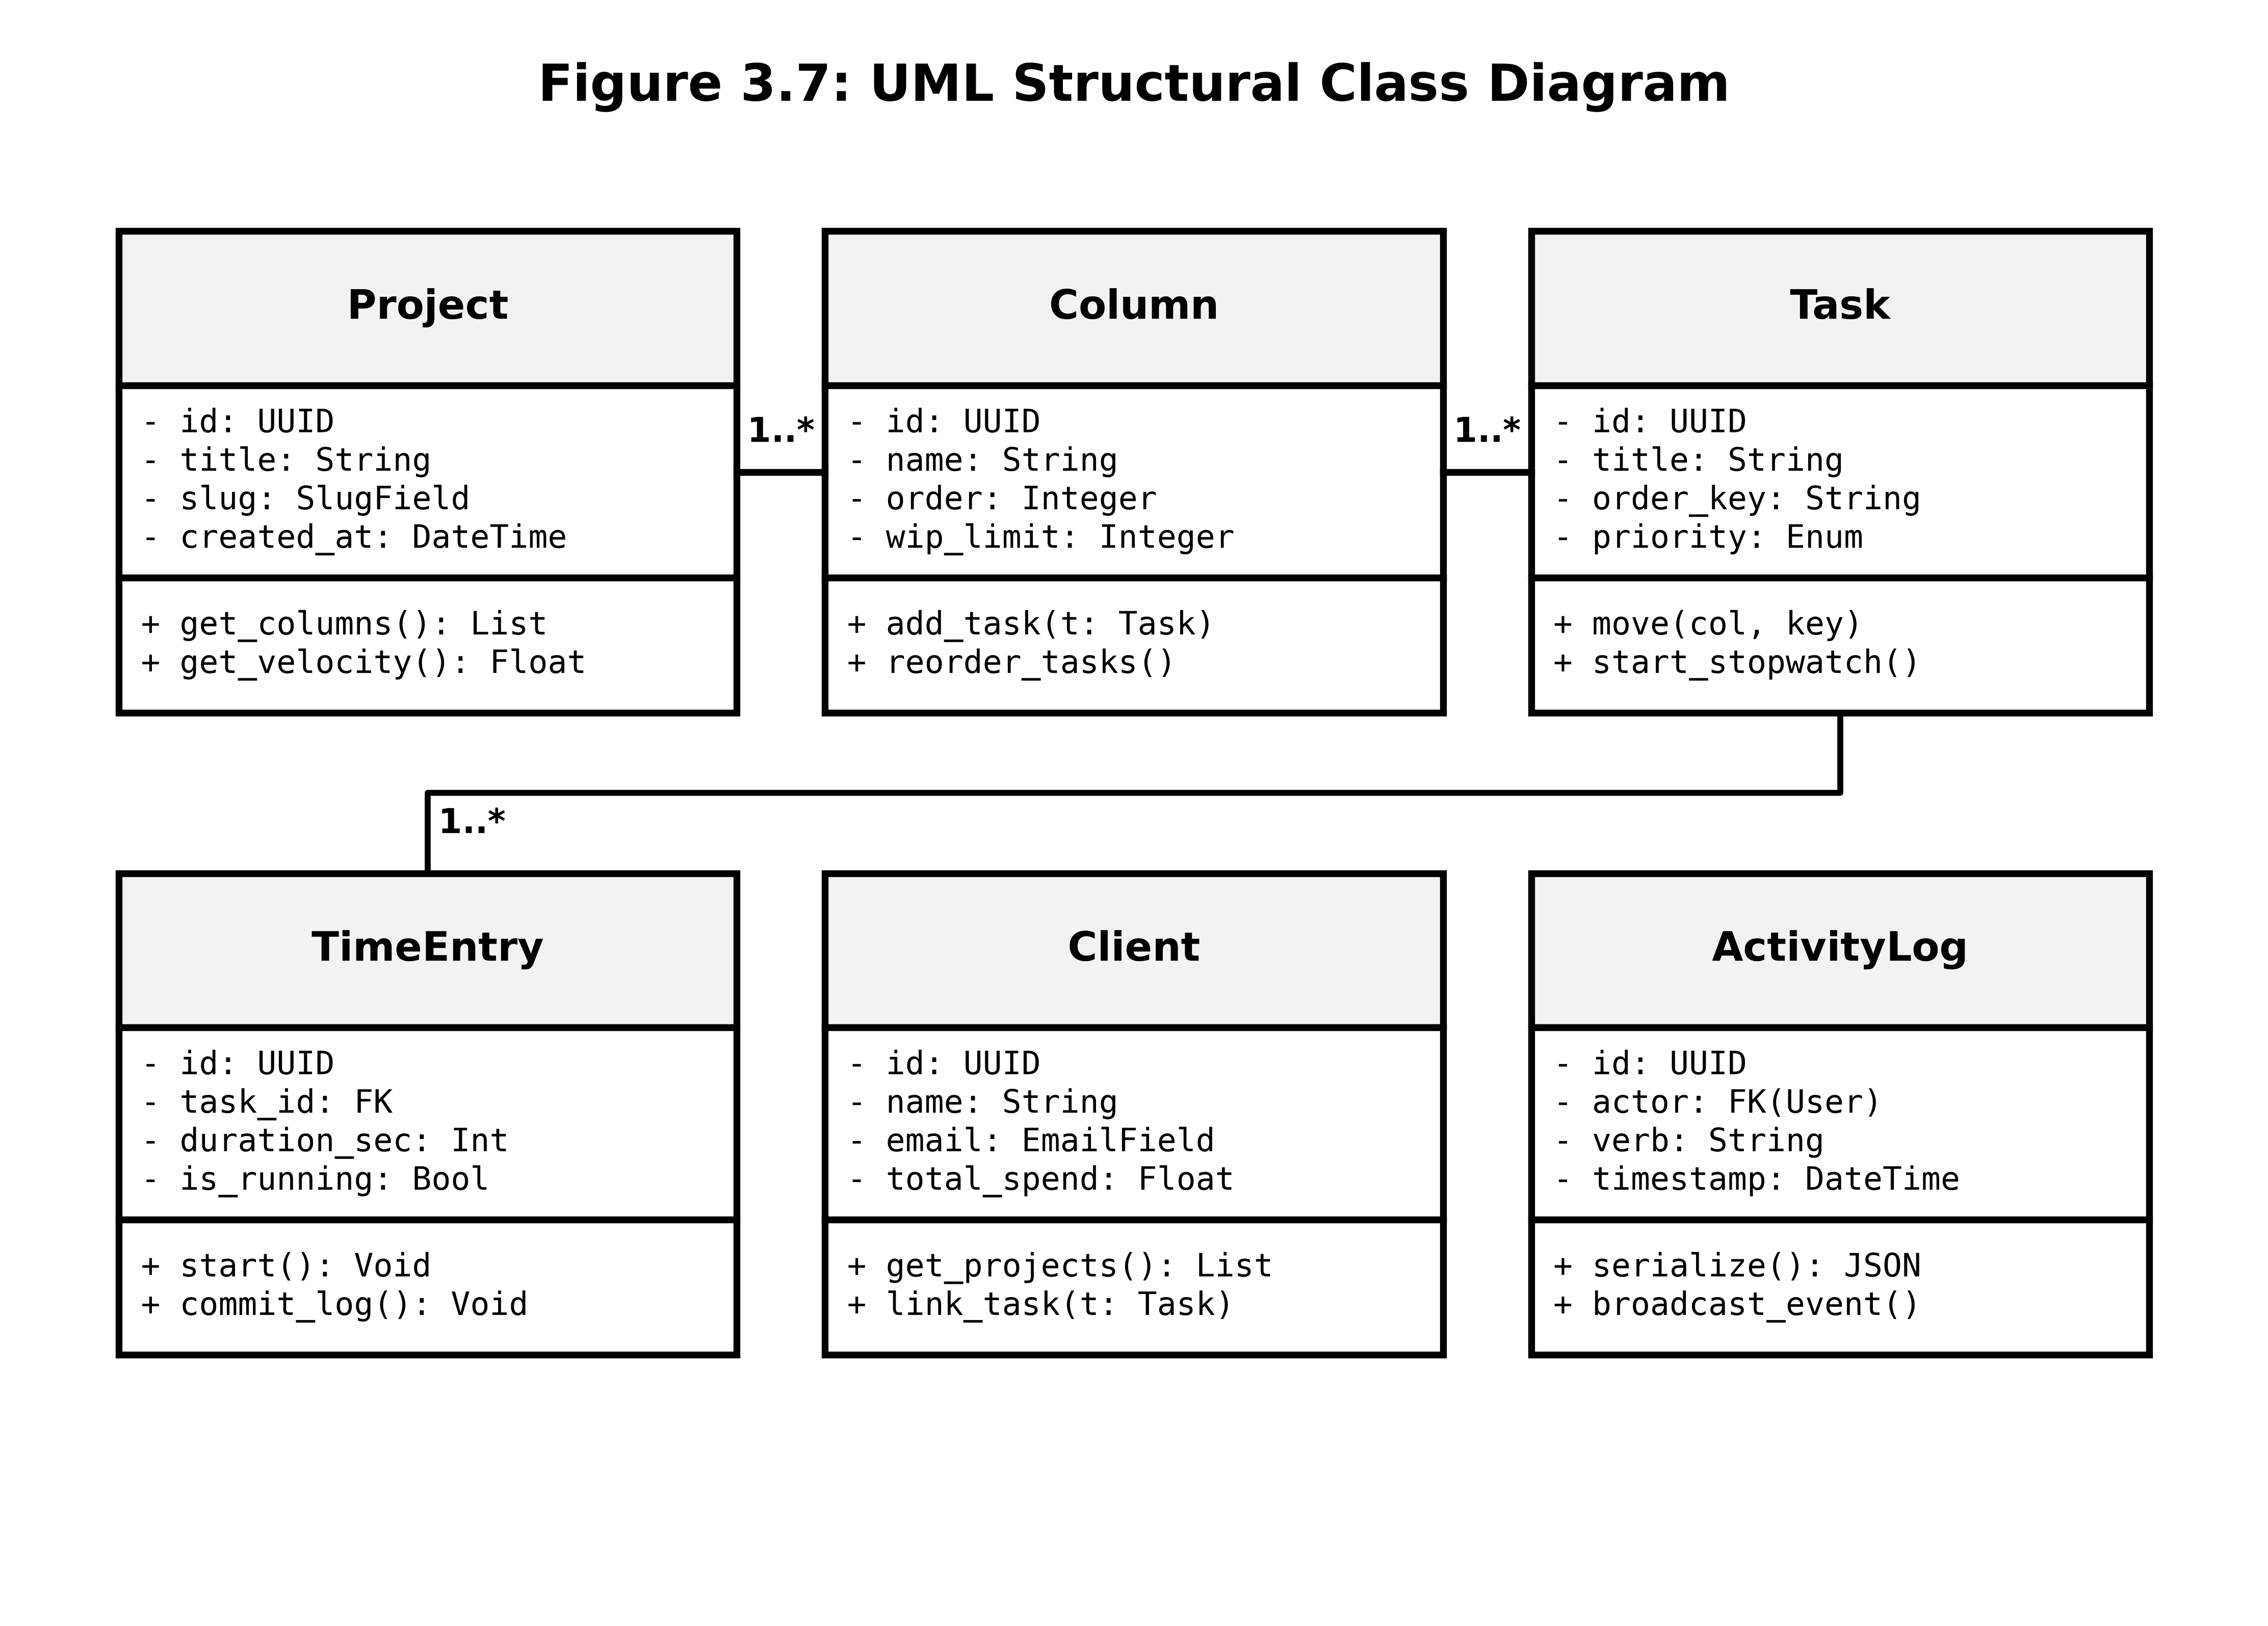 Figure 3.7: UML Structural Class Diagram
Project
- id: UUID
- title: String
- slug: SlugField
- created_at: DateTime
+ get_columns(): List
+ get_velocity(): Float
1..*
Column
- id: UUID
- name: String
- order: Integer
- wip_limit: Integer
+ add_task(t: Task)
+ reorder_tasks()
1..*
Task
- id: UUID
- title: String
- order_key: String
- priority: Enum
+ move(col, key)
+ start_stopwatch()
1..*
TimeEntry
- id: UUID
- task_id: FK
- duration_sec: Int
- is_running: Bool
+ start(): Void
+ commit_log(): Void
Client
- id: UUID
- name: String
- email: EmailField
- total_spend: Float
+ get_projects(): List
+ link_task(t: Task)
ActivityLog
- id: UUID
- actor: FK(User)
- verb: String
- timestamp: DateTime
+ serialize(): JSON
+ broadcast_event()